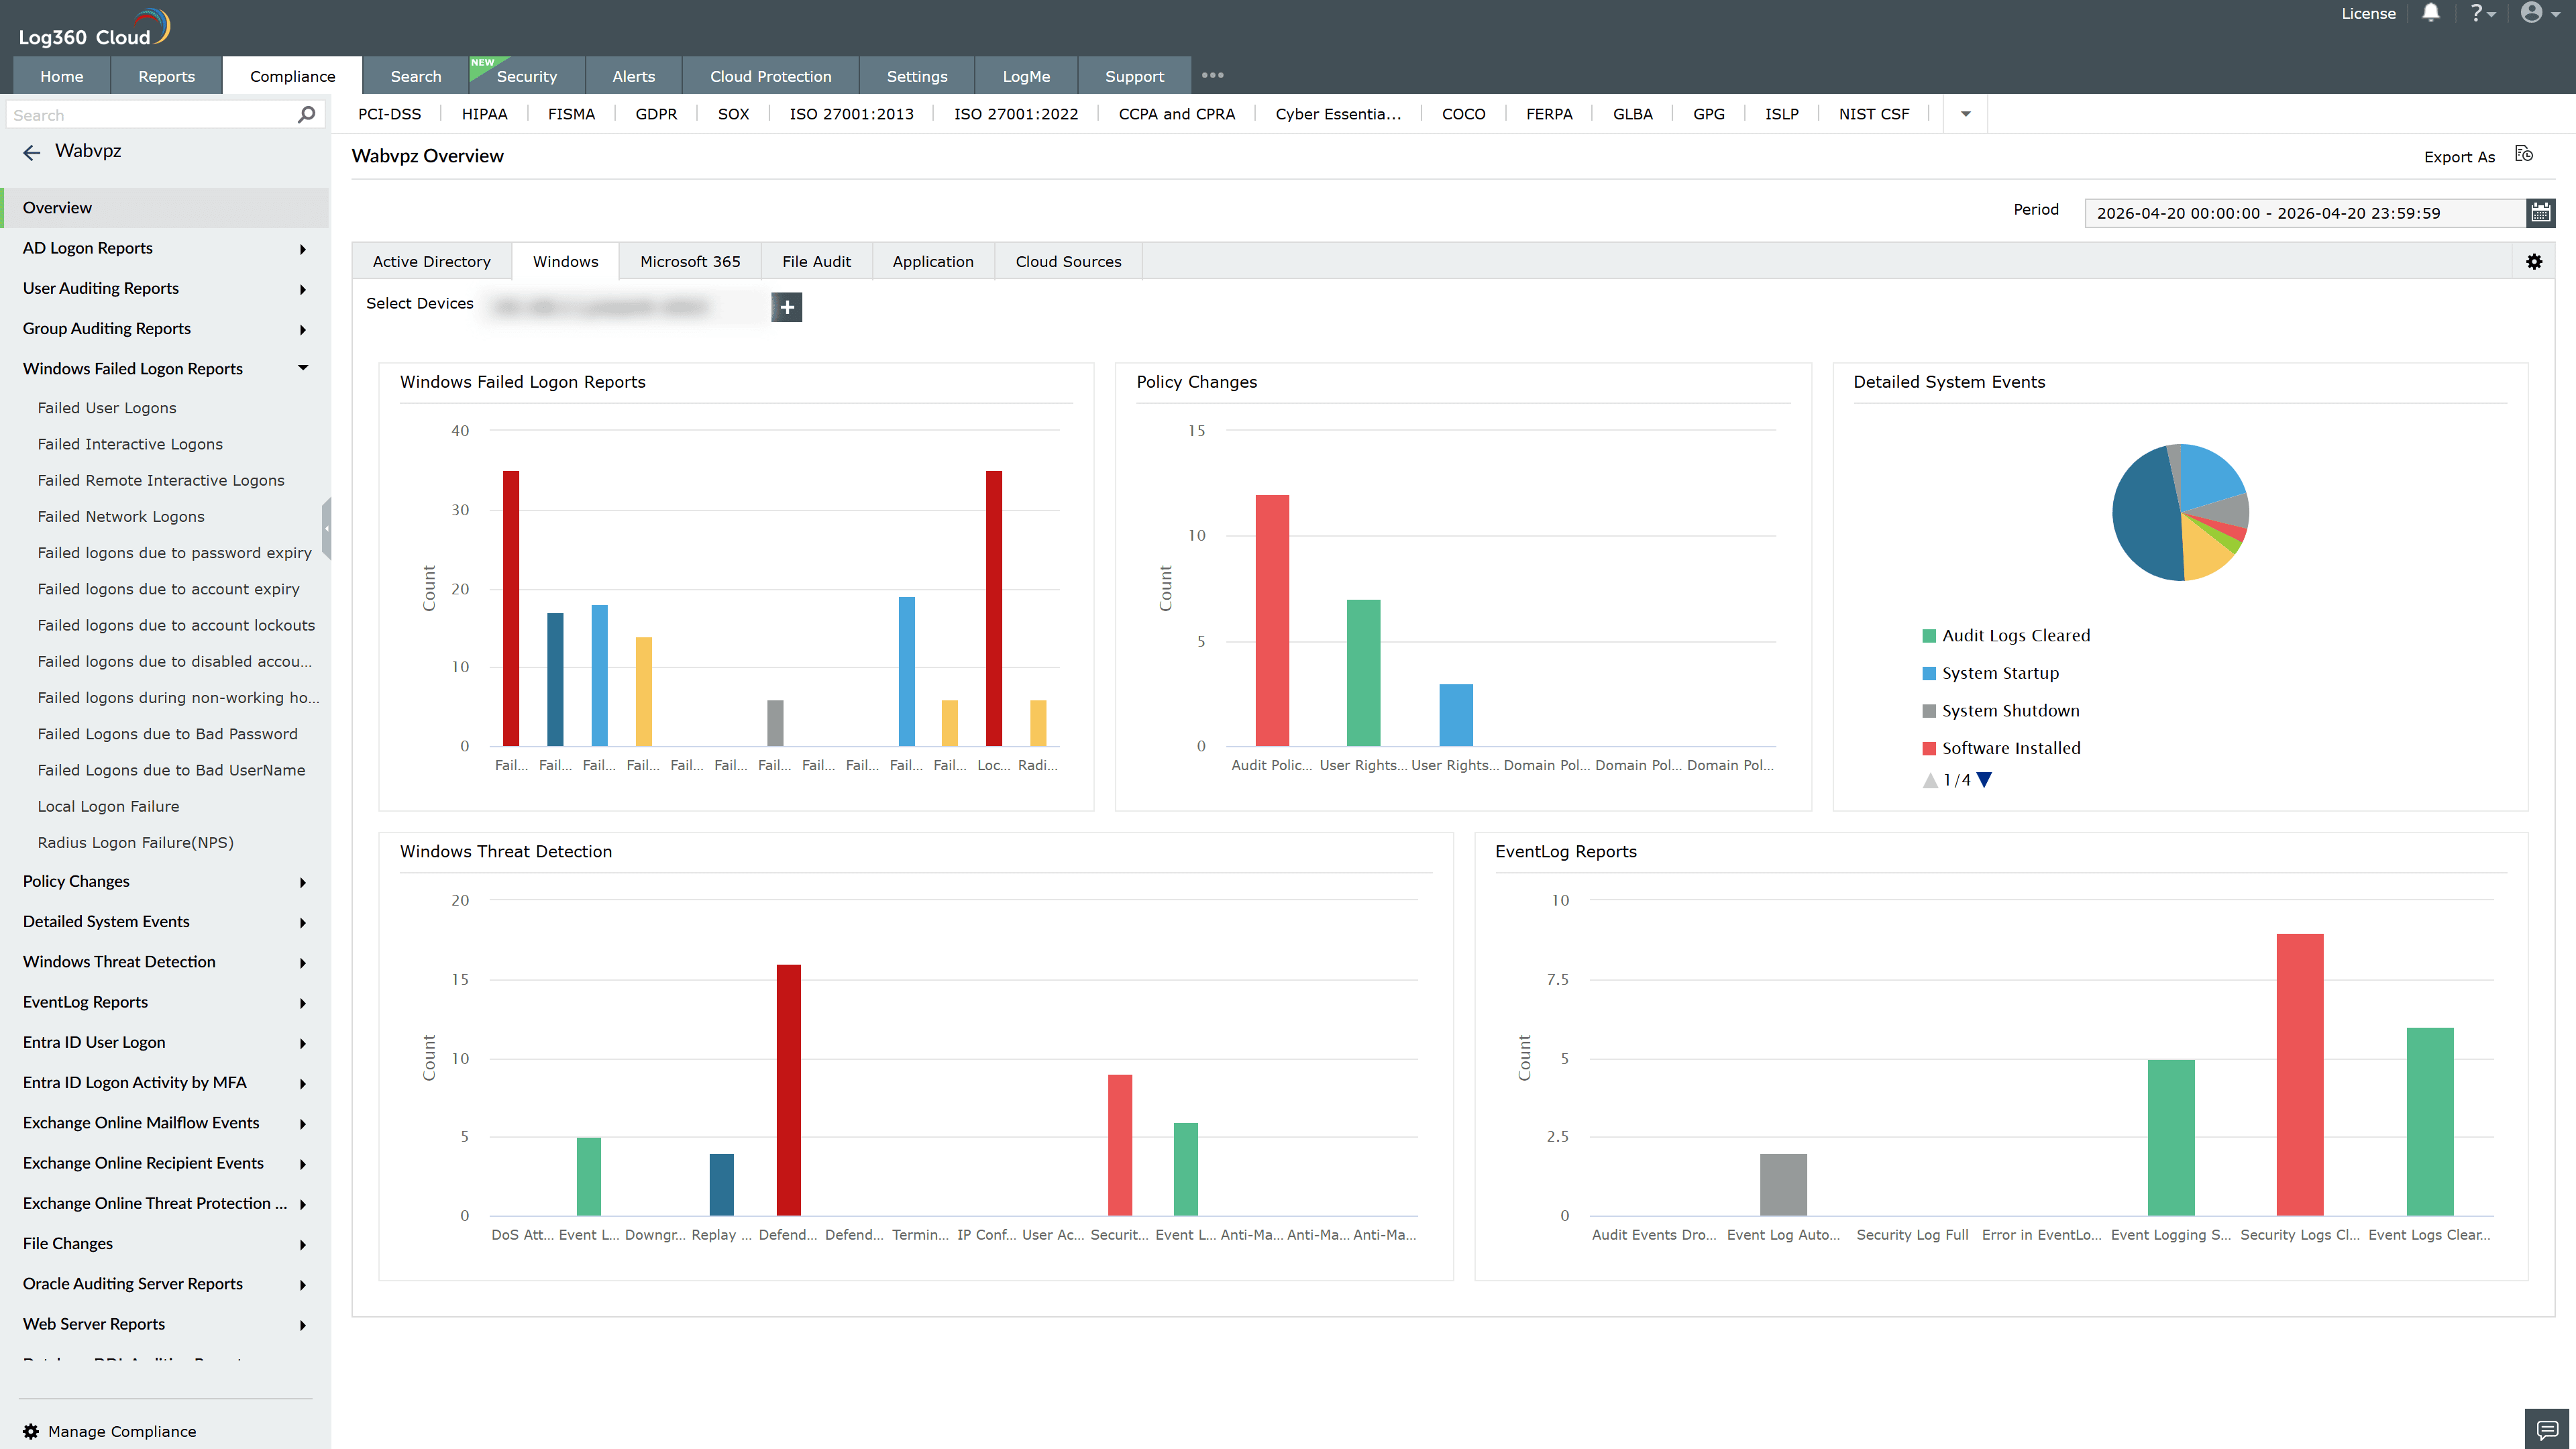 License
?
Log360 Cloud
Home
Reports
Compliance
Search
NEW
Security
Alerts
Cloud Protection
Settings
LogMe
Support
Search
PCI-DSS
HIPAA
FISMA
GDPR
SOX
ISO 27001:2013
ISO 27001:2022
CCPA and CPRA
Cyber Essentia...
COCO
FERPA
GLBA
GPG
ISLP
NIST CSF
Wabvpz
Overview
AD Logon Reports
User Auditing Reports
Group Auditing Reports
Windows Failed Logon Reports
Failed User Logons
Failed Interactive Logons
Failed Remote Interactive Logons
Failed Network Logons
Failed logons due to password expiry
Failed logons due to account expiry
Failed logons due to account lockouts
Failed logons due to disabled accou...
Failed logons during non-working ho...
Failed Logons due to Bad Password
Failed Logons due to Bad UserName
Local Logon Failure
Radius Logon Failure(NPS)
Policy Changes
Detailed System Events
Windows Threat Detection
EventLog Reports
Entra ID User Logon
Entra ID Logon Activity by MFA
Exchange Online Mailflow Events
Exchange Online Recipient Events
Exchange Online Threat Protection ...
File Changes
Oracle Auditing Server Reports
Web Server Reports
Manage Compliance
Wabvpz Overview
Export As
Period
2026-04-20 00:00:00 - 2026-04-20 23:59:59
Active Directory
Windows
Microsoft 365
File Audit
Application
Cloud Sources
Select Devices
Windows Failed Logon Reports
40
30
20
10
0
Count
Fail... Fail... Fail... Fail... Fail... Fail... Fail... Fail... Fail... Fail... Fail... Loc... Radi...
Policy Changes
15
10
5
0
Count
Audit Polic... User Rights... User Rights... Domain Pol... Domain Pol... Domain Pol...
Detailed System Events
Audit Logs Cleared
System Startup
System Shutdown
Software Installed
1/4
Windows Threat Detection
20
15
10
5
0
Count
DoS Att... Event L... Downgr... Replay ... Defend... Defend... Termin... IP Conf... User Ac... Securit... Event L... Anti-Ma... Anti-Ma... Anti-Ma...
EventLog Reports
10
7.5
5
2.5
0
Count
Audit Events Dro... Event Log Auto... Security Log Full Error in EventLo... Event Logging S... Security Logs Cl... Event Logs Clear...